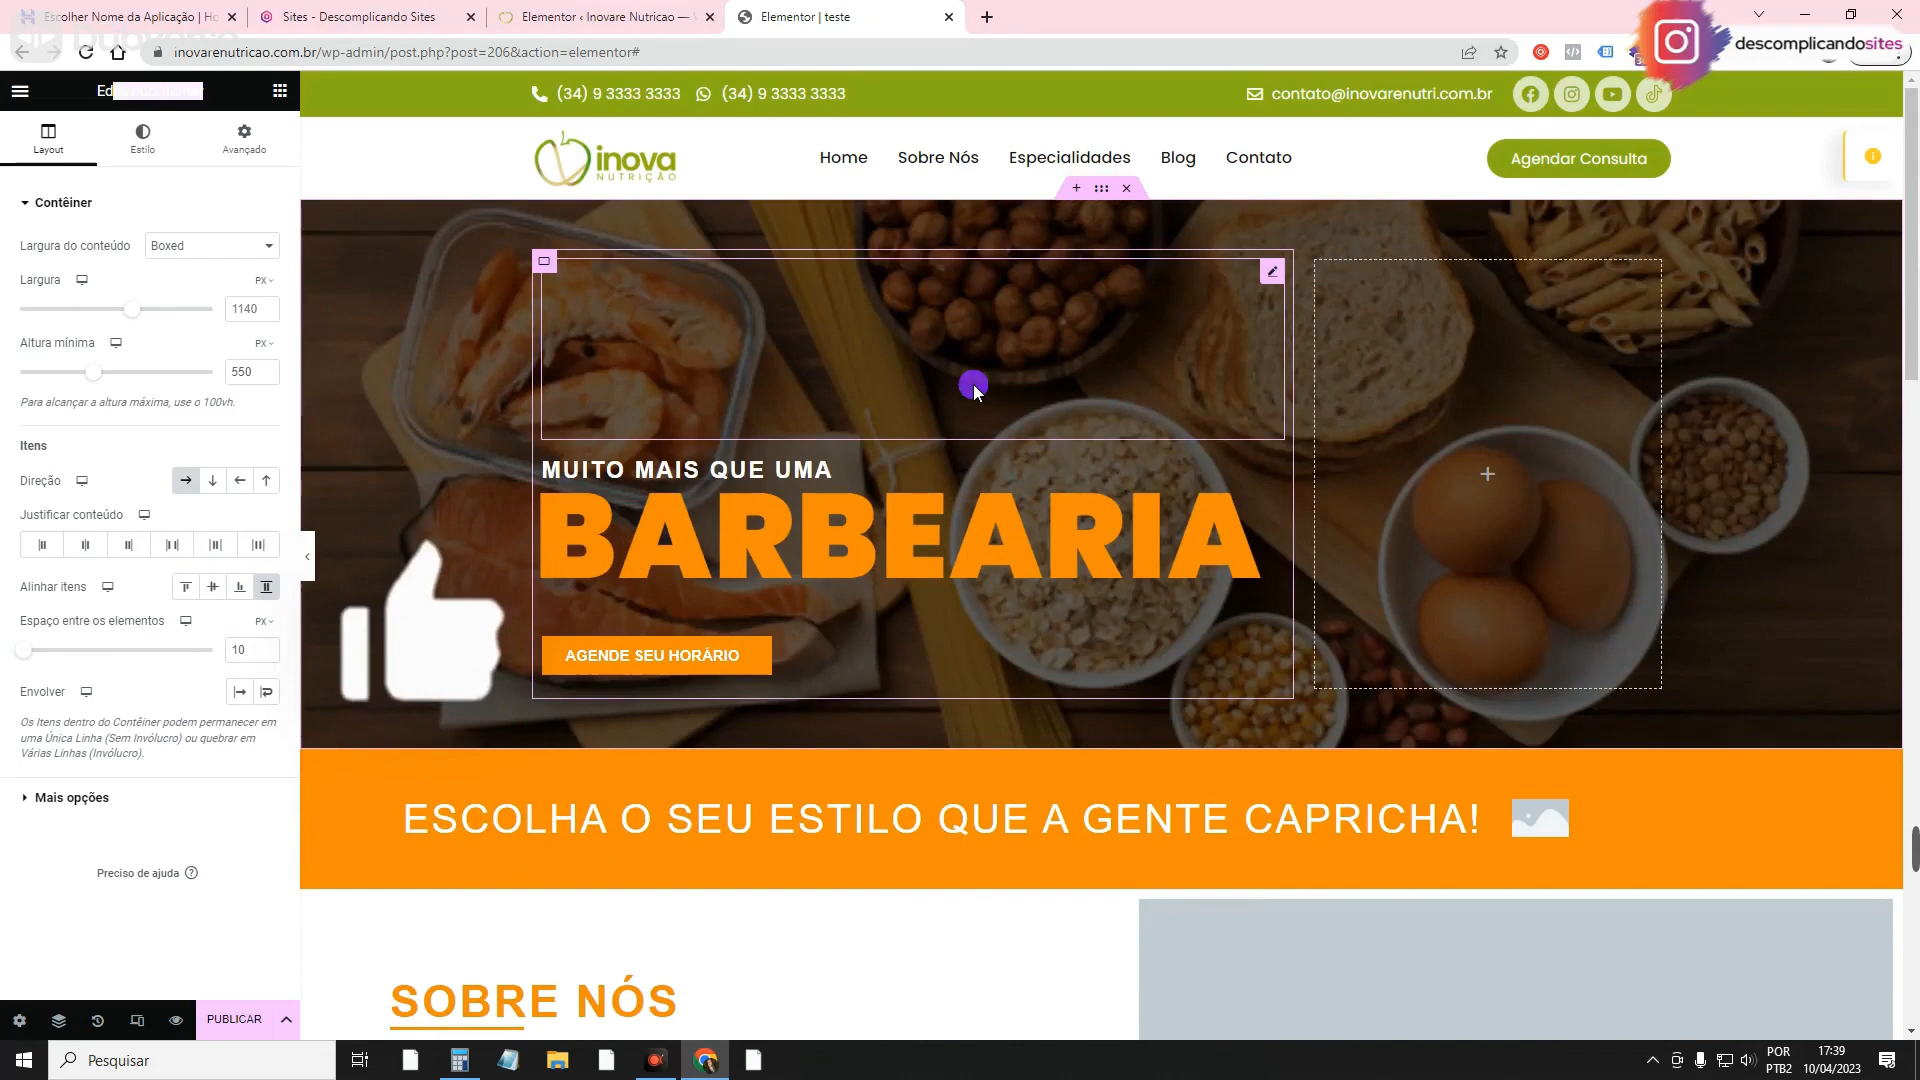 Escolher Nome da Aplicação | Ho
Sites - Descomplicando Sites
Elementor ‹ Inovare Nutricao —
Elementor | teste
inovarenutricao.com.br/wp-admin/post.php?post=206&action=elementor#
descomplicandosites
Layout
Estilo
Avançado
Contêiner
Largura do conteúdo
Boxed
Largura
PX
1140
Altura mínima
PX
550
Para alcançar a altura máxima, use o 100vh.
Itens
Direção
Justificar conteúdo
Alinhar itens
Espaço entre os elementos
PX
10
Envolver
Os Itens dentro do Contêiner podem permanecer em
uma Única Linha (Sem Invólucro) ou quebrar em
Várias Linhas (Invólucro).
Mais opções
Preciso de ajuda
PUBLICAR
(34) 9 3333 3333
(34) 9 3333 3333
contato@inovarenutri.com.br
inova
NUTRIÇÃO
Home
Sobre Nós
Especialidades
Blog
Contato
Agendar Consulta
MUITO MAIS QUE UMA
BARBEARIA
AGENDE SEU HORÁRIO
ESCOLHA O SEU ESTILO QUE A GENTE CAPRICHA!
SOBRE NÓS
Pesquisar
POR
PTB2
17:39
10/04/2023